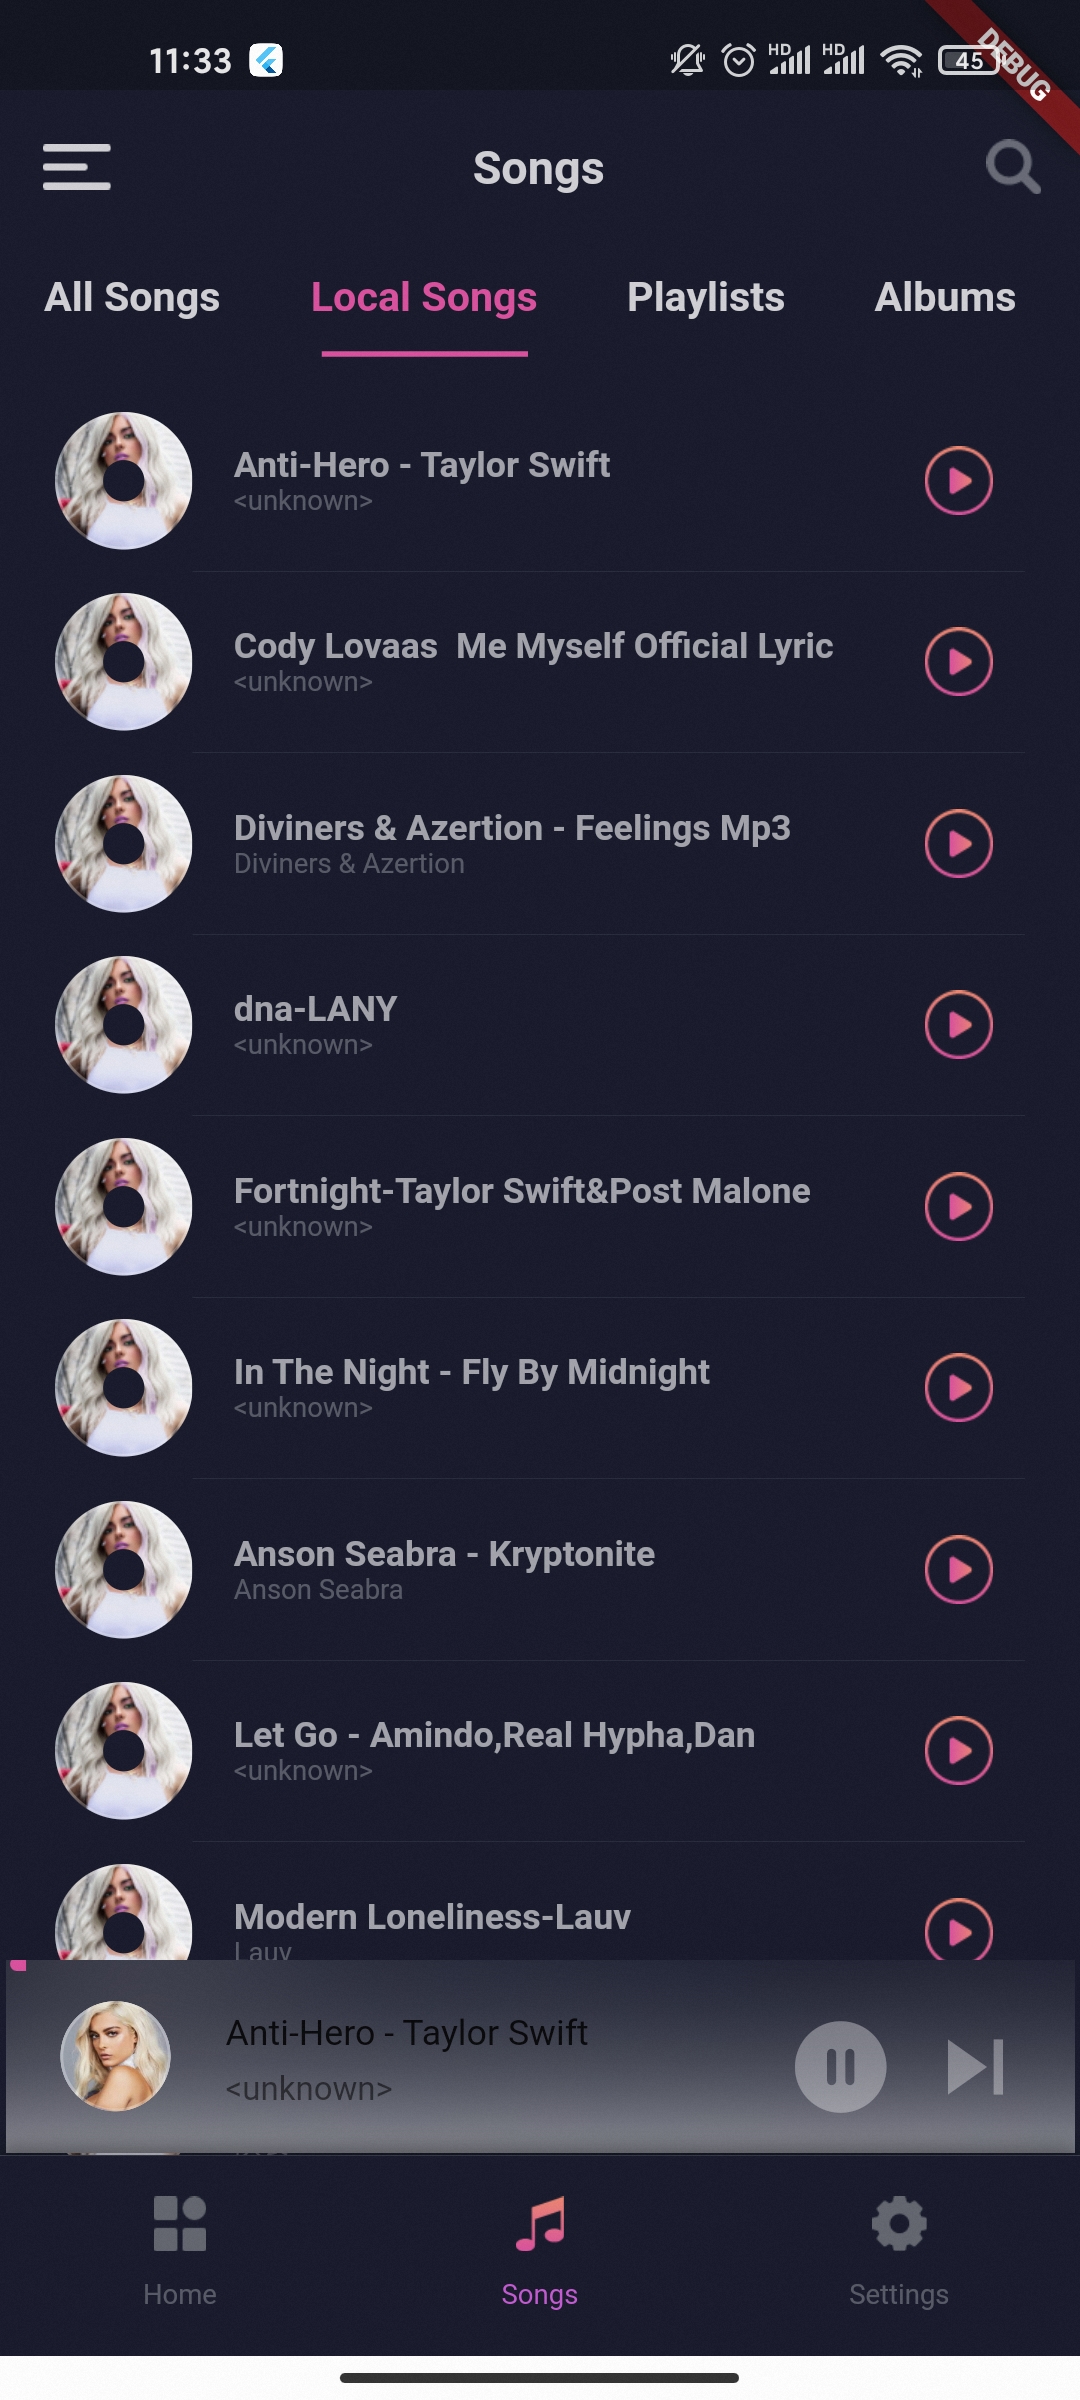 11:33
HD HD 45
DEBUG
Songs
All Songs Local Songs Playlists Albums
Anti-Hero - Taylor Swift
<unknown>
Cody Lovaas  Me Myself Official Lyric
<unknown>
Diviners & Azertion - Feelings Mp3
Diviners & Azertion
dna-LANY
<unknown>
Fortnight-Taylor Swift&Post Malone
<unknown>
In The Night - Fly By Midnight
<unknown>
Anson Seabra - Kryptonite
Anson Seabra
Let Go - Amindo,Real Hypha,Dan
<unknown>
Modern Loneliness-Lauv
Lauv
Anti-Hero - Taylor Swift
<unknown>
Home Songs Settings